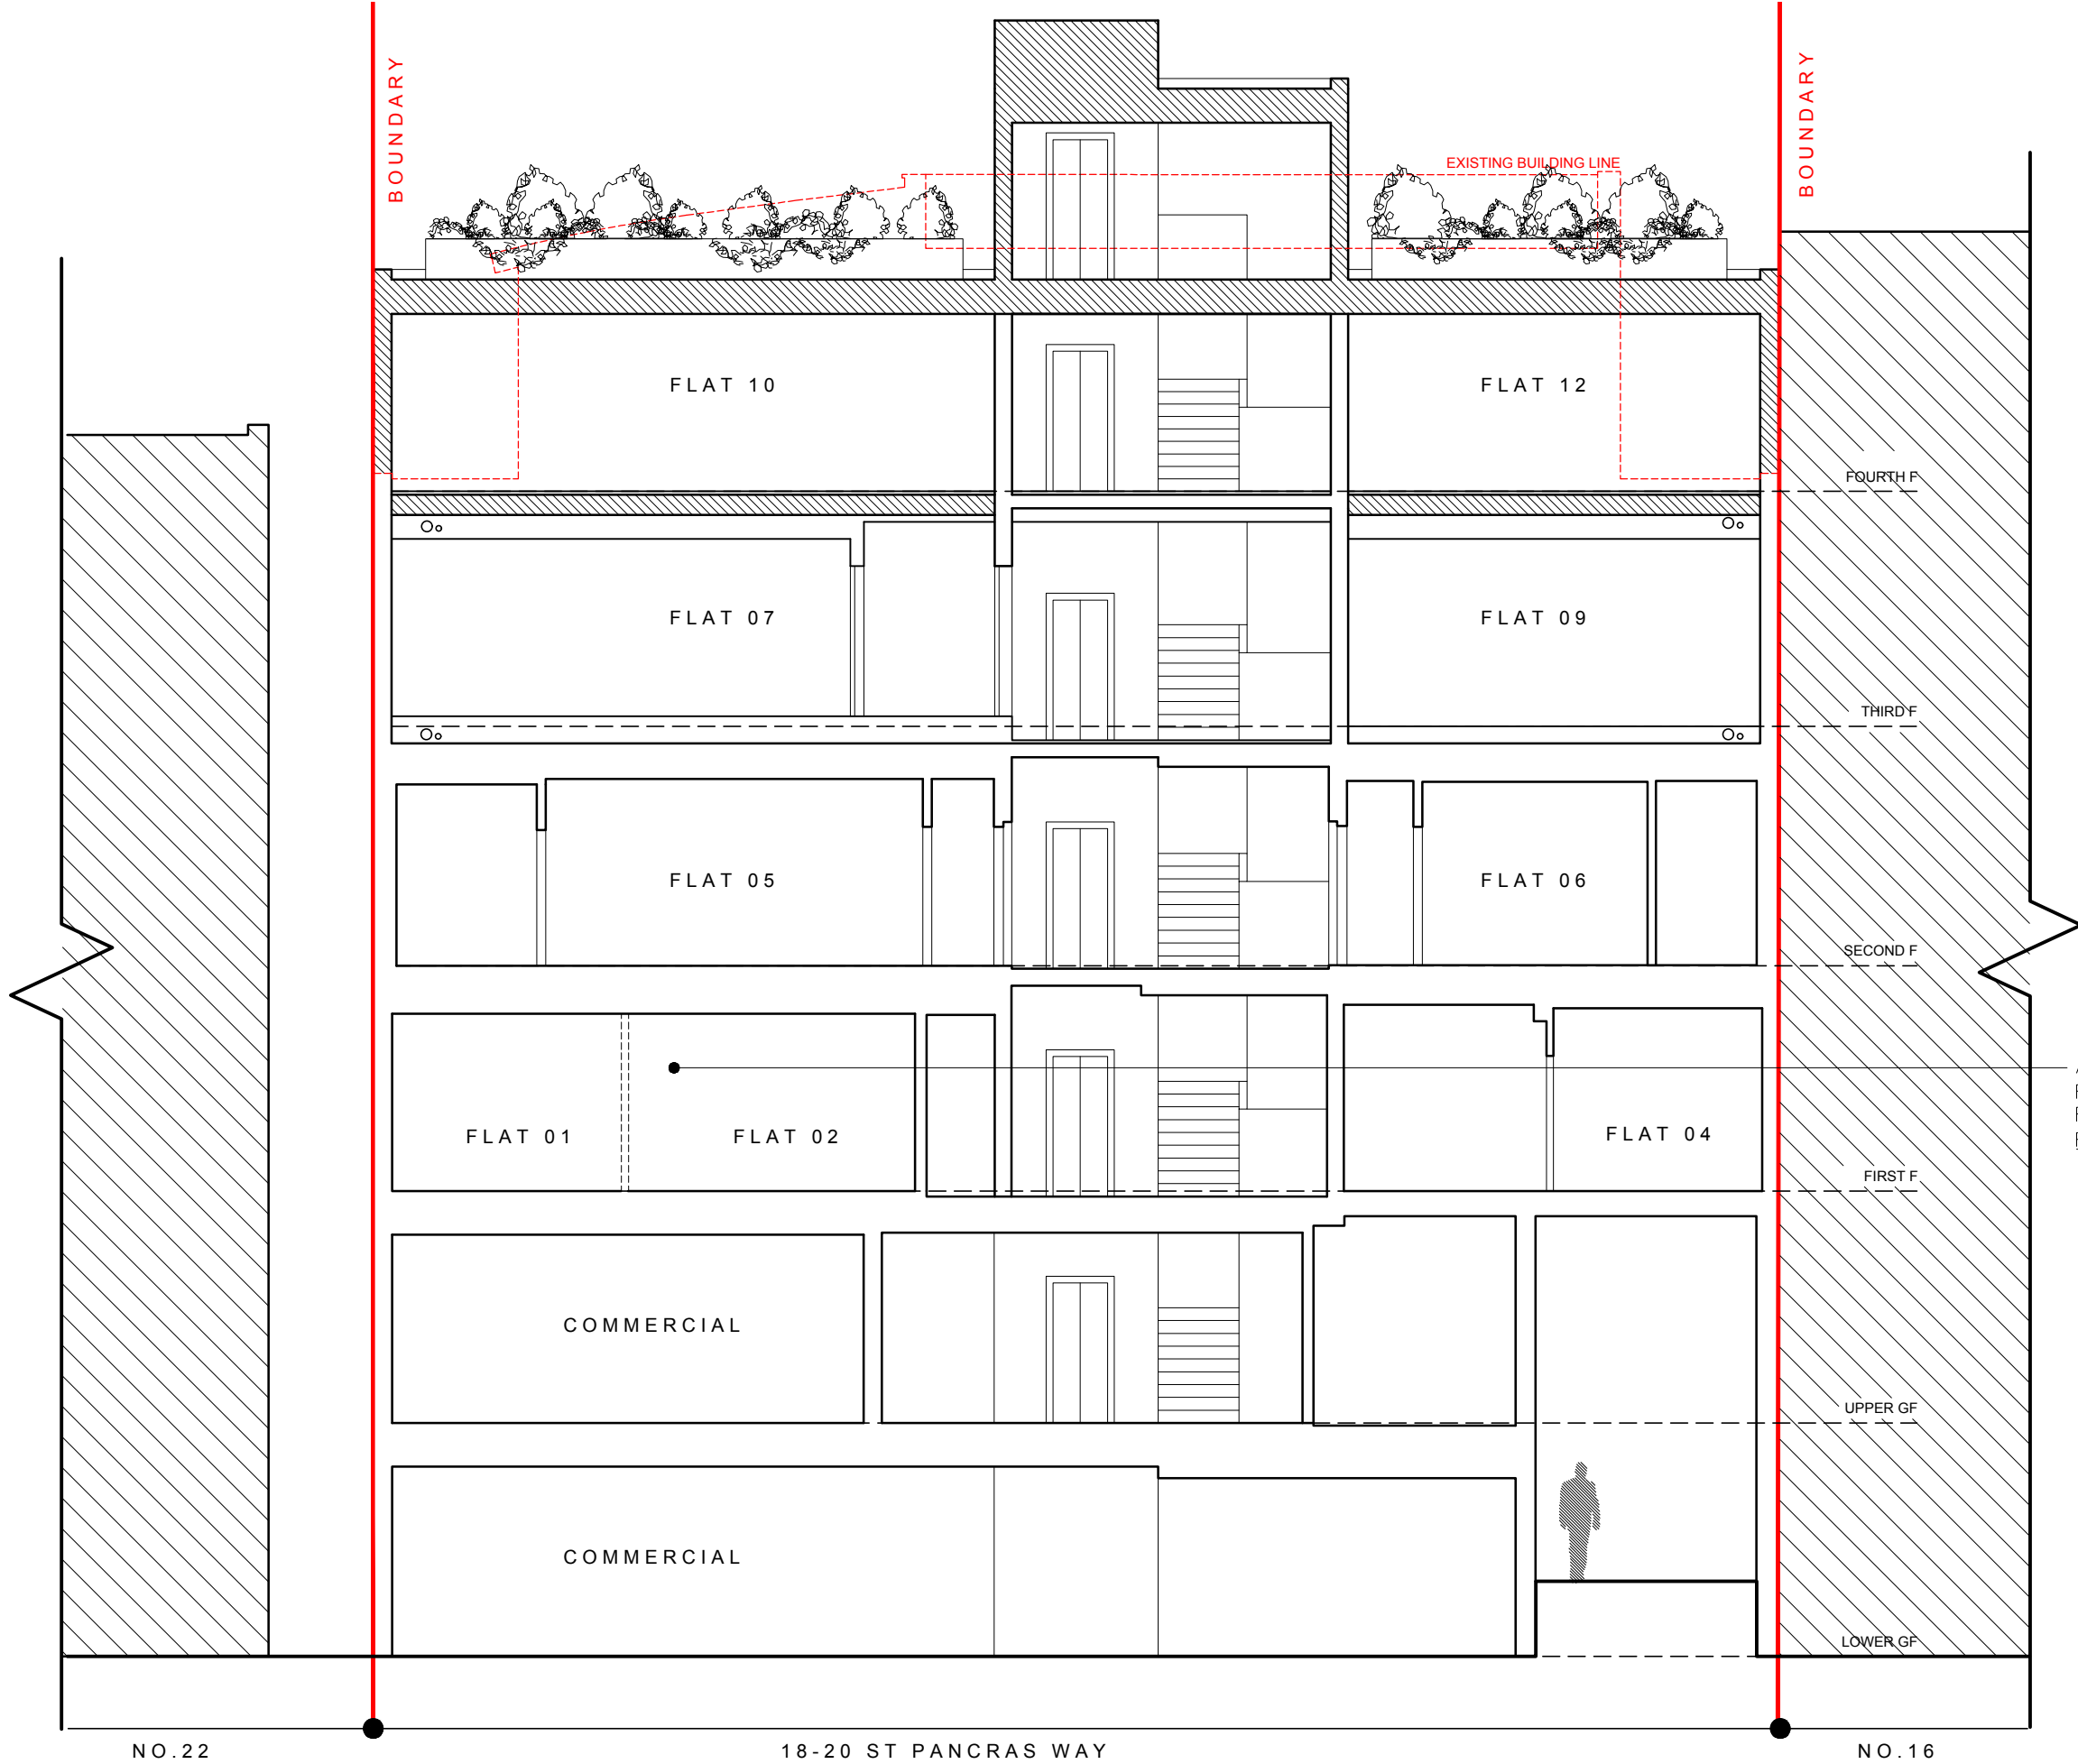 BOUNDARY
BOUNDARY
EXISTING BUILDING LINE
FLAT 10
FLAT 12
FOURTH F
FLAT 07
FLAT 09
THIRD F
FLAT 05
FLAT 06
SECOND F
FLAT 01
FLAT 02
FLAT 04
FIRST F
COMMERCIAL
UPPER GF
COMMERCIAL
LOWER GF
NO.22
18-20 ST PANCRAS WAY
NO.16